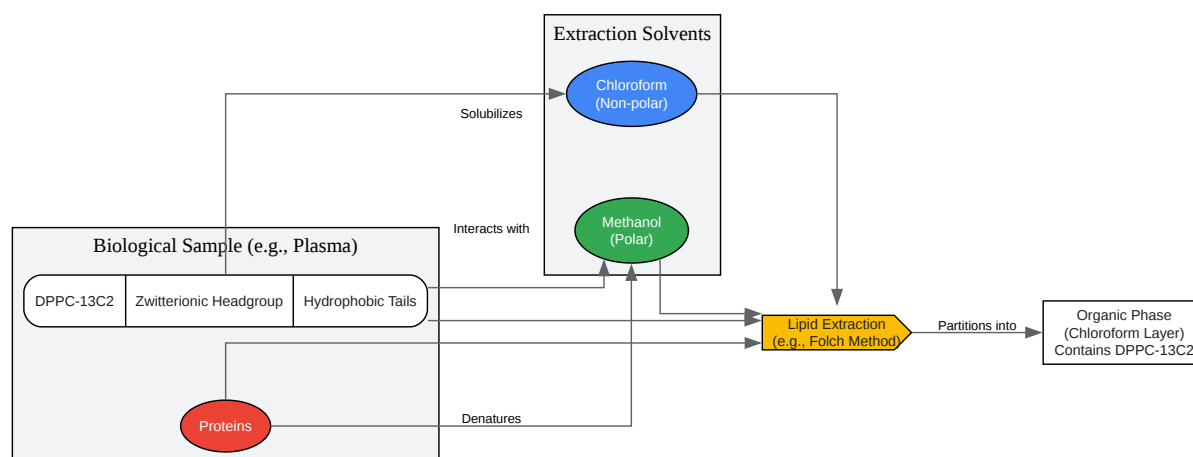 Extraction Solvents
Chloroform
(Non-polar)
Solubilizes
Methanol
(Polar)
Interacts with
Biological Sample (e.g., Plasma)
DPPC-13C2
Zwitterionic Headgroup
Hydrophobic Tails
Lipid Extraction
(e.g., Folch Method)
Partitions into
Organic Phase
(Chloroform Layer)
Contains DPPC-13C2
Proteins
Denatures